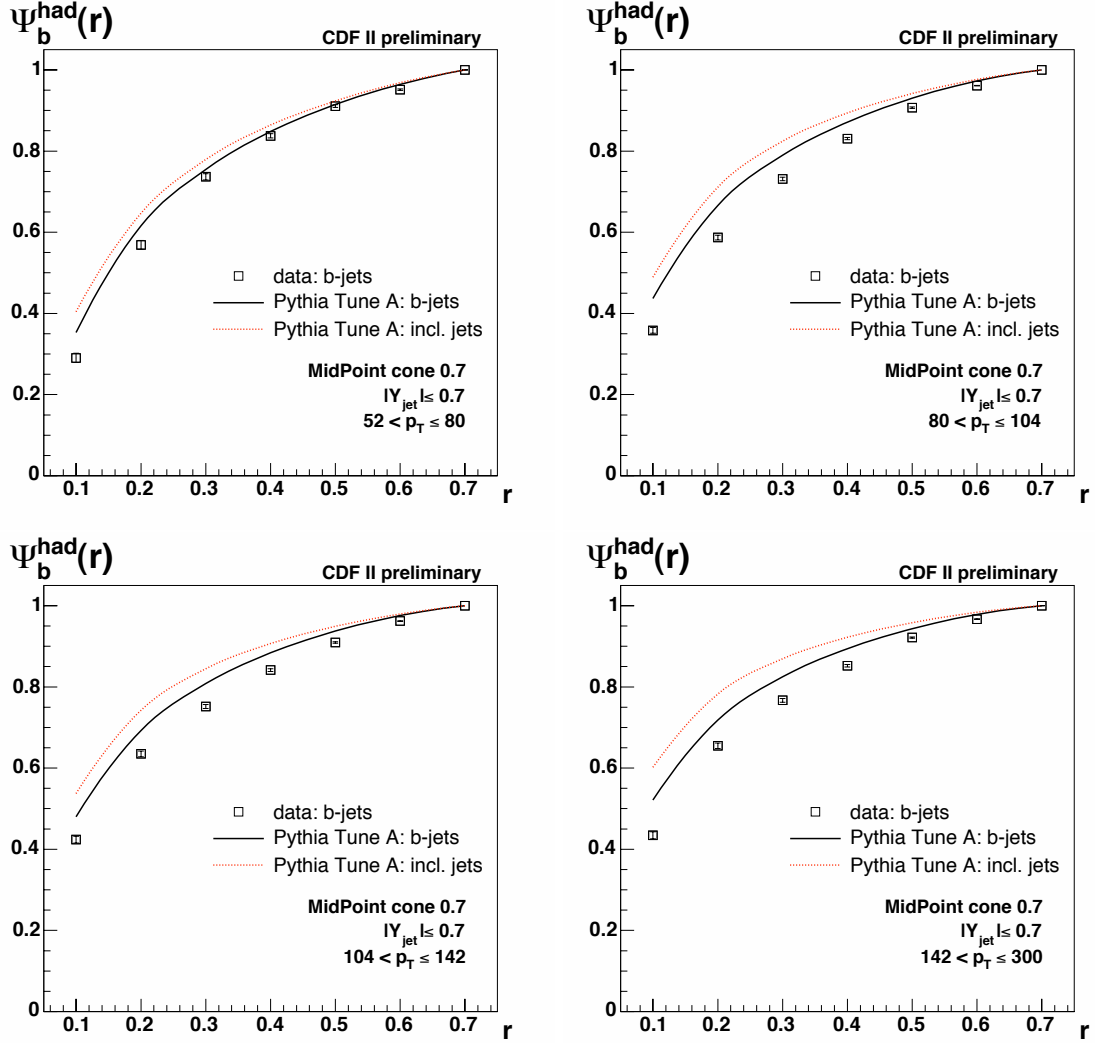 Ψ_b^had(r)
CDF II preliminary
1
0.8
0.6
0.4
0.2
0
data: b-jets
Pythia Tune A: b-jets
Pythia Tune A: incl. jets
MidPoint cone 0.7
|Y_jet|≤ 0.7
52 < p_T ≤ 80
0.1 0.2 0.3 0.4 0.5 0.6 0.7 r
Ψ_b^had(r)
CDF II preliminary
1
0.8
0.6
0.4
0.2
0
data: b-jets
Pythia Tune A: b-jets
Pythia Tune A: incl. jets
MidPoint cone 0.7
|Y_jet|≤ 0.7
80 < p_T ≤ 104
0.1 0.2 0.3 0.4 0.5 0.6 0.7 r
Ψ_b^had(r)
CDF II preliminary
1
0.8
0.6
0.4
0.2
0
data: b-jets
Pythia Tune A: b-jets
Pythia Tune A: incl. jets
MidPoint cone 0.7
|Y_jet|≤ 0.7
104 < p_T ≤ 142
0.1 0.2 0.3 0.4 0.5 0.6 0.7 r
Ψ_b^had(r)
CDF II preliminary
1
0.8
0.6
0.4
0.2
0
data: b-jets
Pythia Tune A: b-jets
Pythia Tune A: incl. jets
MidPoint cone 0.7
|Y_jet|≤ 0.7
142 < p_T ≤ 300
0.1 0.2 0.3 0.4 0.5 0.6 0.7 r